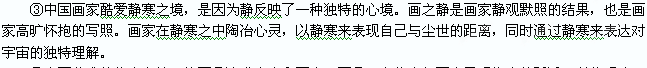 ③中国画家酷爱静寒之境，是因为静反映了一种独特的心境。画之静是画家静观默照的结果，也是画
家高旷怀抱的写照。画家在静寒之中陶冶心灵，以静寒来表现自己与尘世的距离，同时通过静寒来表达对
宇宙的独特理解。